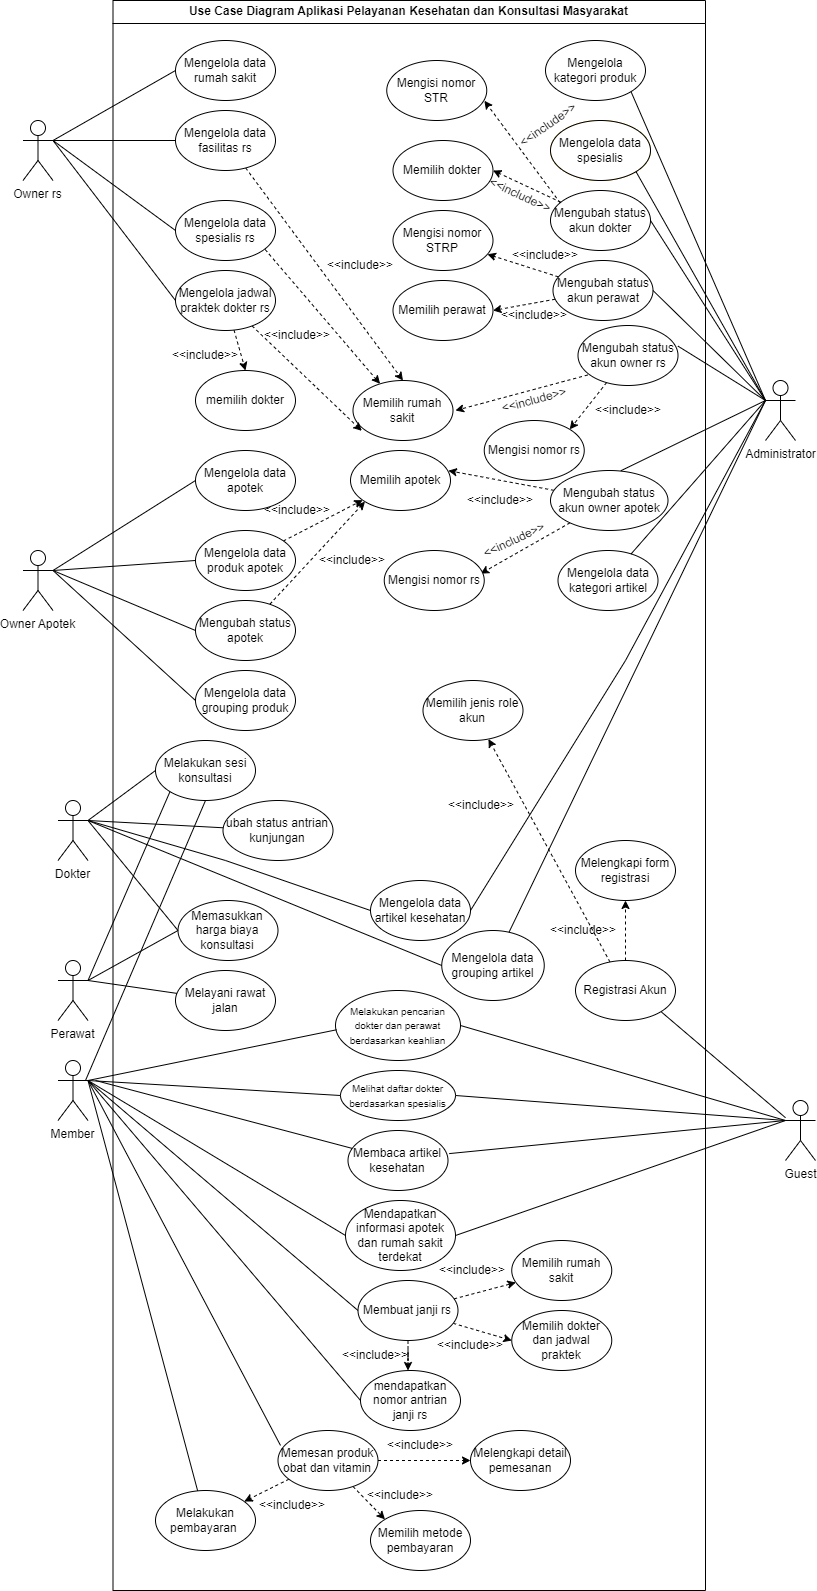 Use Case Diagram Aplikasi Pelayanan Kesehatan dan Konsultasi Masyarakat
Mengelola data
rumah sakit
Mengisi nomor
STR
Mengelola
kategori produk
Owner rs
Mengelola data
fasilitas rs
<<include>>
Mengelola data
spesialis
Memilih dokter
<<include>>
Mengubah status
akun dokter
Mengelola data
spesialis rs
Mengisi nomor
STRP
<<include>>
<<include>>
Mengubah status
akun perawat
Mengelola jadwal
praktek dokter rs
Memilih perawat
<<include>>
<<include>>
<<include>>
Mengubah status
akun owner rs
memilih dokter
Memilih rumah
sakit
<<include>>
<<include>>
Administrator
Mengisi nomor rs
Mengelola data
apotek
Memilih apotek
<<include>>
<<include>>
Mengubah status
akun owner apotek
Owner Apotek
Mengelola data
produk apotek
<<include>>
<<include>>
Mengisi nomor rs
Mengelola data
kategori artikel
Mengubah status
apotek
Mengelola data
grouping produk
Memilih jenis role
akun
Melakukan sesi
konsultasi
<<include>>
Dokter
ubah status antrian
kunjungan
Melengkapi form
registrasi
Mengelola data
artikel kesehatan
Memasukkan
harga biaya
konsultasi
<<include>>
Mengelola data
grouping artikel
Perawat
Melayani rawat
jalan
Registrasi Akun
Melakukan pencarian
dokter dan perawat
berdasarkan keahlian
Member
Melihat daftar dokter
berdasarkan spesialis
Membaca artikel
kesehatan
Guest
Mendapatkan
informasi apotek
dan rumah sakit
terdekat
<<include>>
Memilih rumah
sakit
Membuat janji rs
<<include>>
<<include>>
Memilih dokter
dan jadwal
praktek
mendapatkan
nomor antrian
janji rs
Memesan produk
obat dan vitamin
<<include>>
Melengkapi detail
pemesanan
<<include>>
<<include>>
Melakukan
pembayaran
Memilih metode
pembayaran